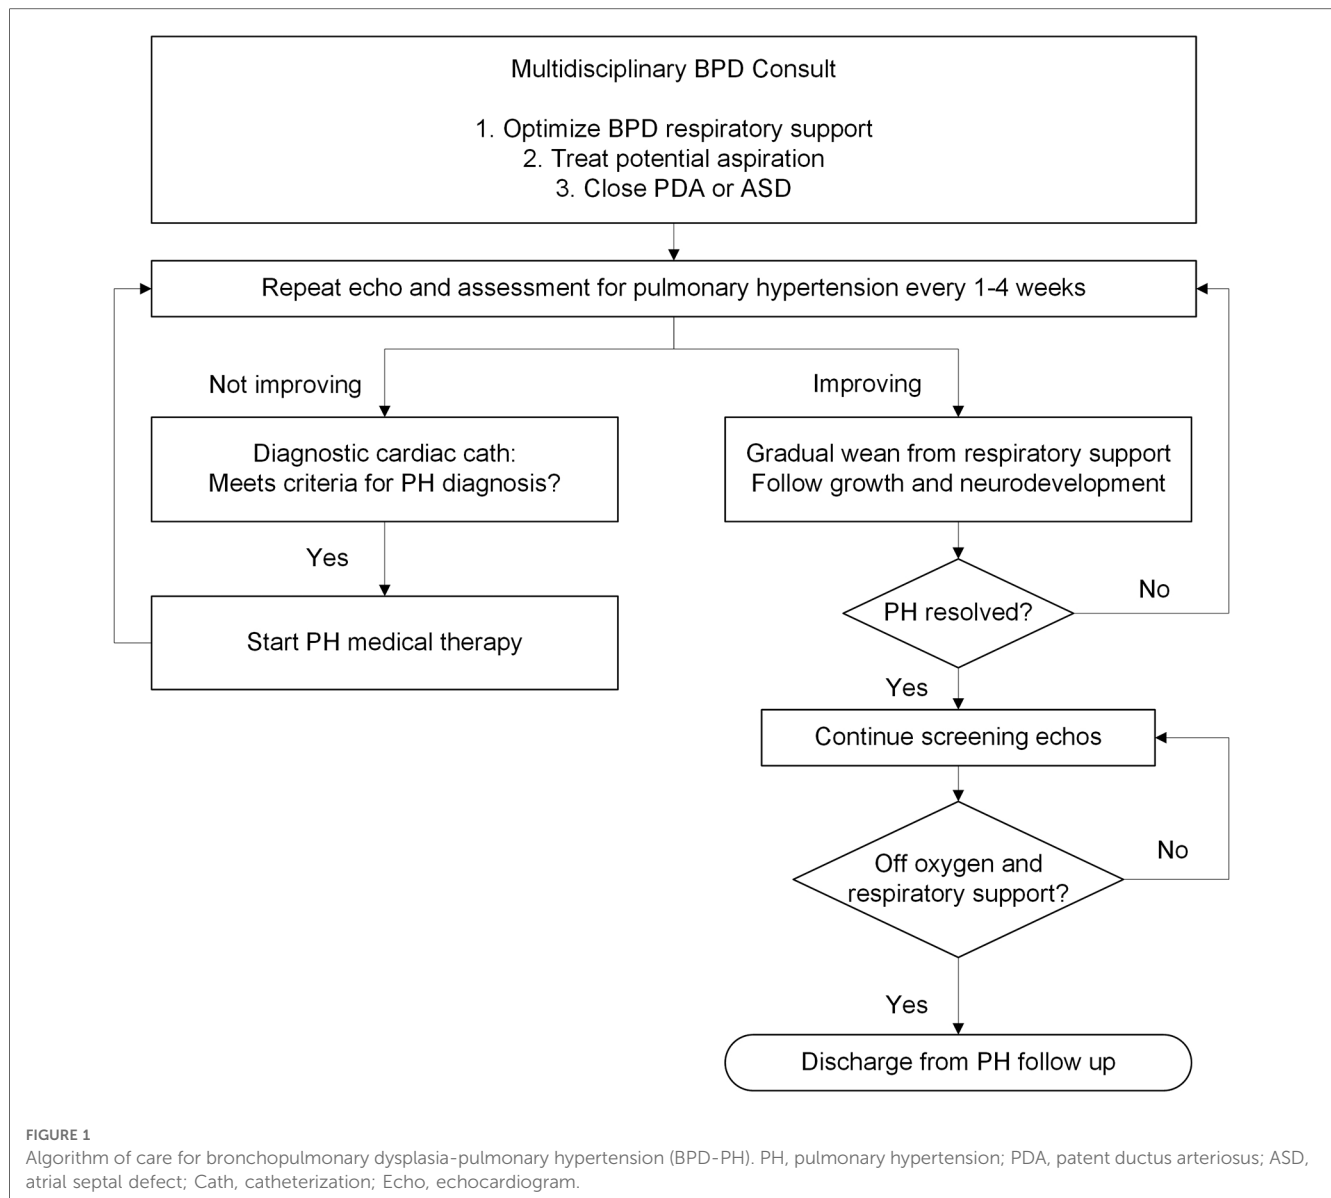 Multidisciplinary BPD Consult
1. Optimize BPD respiratory support
2. Treat potential aspiration
3. Close PDA or ASD
Repeat echo and assessment for pulmonary hypertension every 1-4 weeks
Not improving
Improving
Diagnostic cardiac cath:
Meets criteria for PH diagnosis?
Gradual wean from respiratory support
Follow growth and neurodevelopment
Yes
Start PH medical therapy
PH resolved?
No
Yes
Continue screening echos
Off oxygen and
respiratory support?
No
Yes
Discharge from PH follow up
FIGURE 1
Algorithm of care for bronchopulmonary dysplasia-pulmonary hypertension (BPD-PH). PH, pulmonary hypertension; PDA, patent ductus arteriosus; ASD,
atrial septal defect; Cath, catheterization; Echo, echocardiogram.